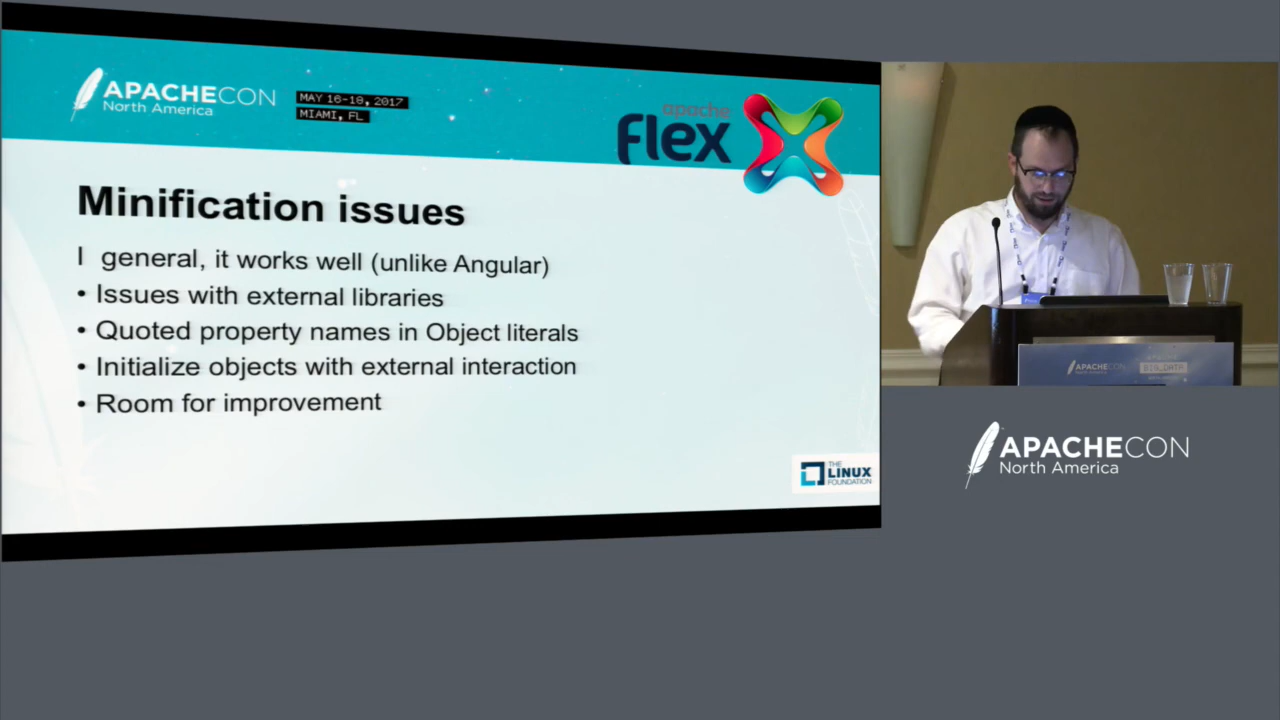 APACHECON
North America
MAY 16-18, 2017
MIAMI, FL
apache
flex
Minification issues
I general, it works well (unlike Angular)
• Issues with external libraries
• Quoted property names in Object literals
• Initialize objects with external interaction
• Room for improvement
THE
LINUX
FOUNDATION
APACHECON
BIG_DATA
APACHECON
North America